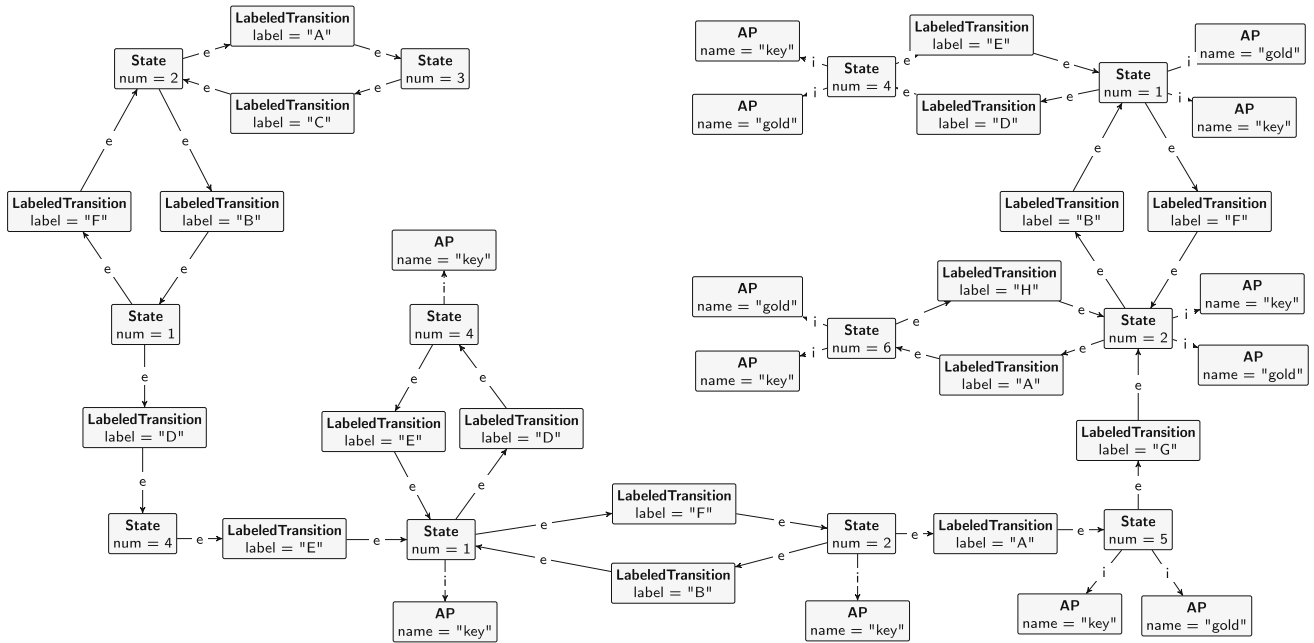 LabeledTransition
label = "A"
e
e
State
num = 2
State
num = 3
LabeledTransition
label = "C"
e
e
e
e
LabeledTransition
label = "F"
LabeledTransition
label = "B"
e
e
State
num = 1
e
LabeledTransition
label = "D"
e
State
num = 4
e
LabeledTransition
label = "E"
e
AP
name = "key"
i
State
num = 4
e
e
LabeledTransition
label = "E"
LabeledTransition
label = "D"
e
e
State
num = 1
i
AP
name = "key"
e
LabeledTransition
label = "F"
e
e
LabeledTransition
label = "B"
e
State
num = 2
i
AP
name = "key"
e
LabeledTransition
label = "A"
e
State
num = 5
i
i
AP
name = "key"
AP
name = "gold"
e
LabeledTransition
label = "G"
e
AP
name = "key"
i
State
num = 4
i
AP
name = "gold"
e
LabeledTransition
label = "E"
e
e
LabeledTransition
label = "D"
e
State
num = 1
i
AP
name = "gold"
i
AP
name = "key"
e
e
LabeledTransition
label = "B"
LabeledTransition
label = "F"
e
e
AP
name = "gold"
i
State
num = 6
i
AP
name = "key"
e
LabeledTransition
label = "H"
e
e
LabeledTransition
label = "A"
e
State
num = 2
i
AP
name = "key"
i
AP
name = "gold"